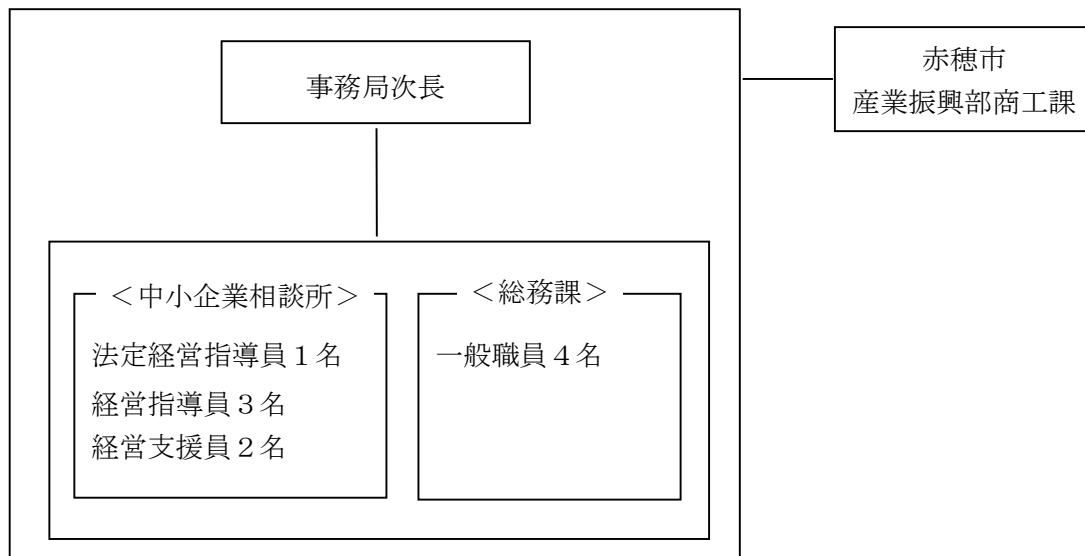 事務局次長
赤穂市
産業振興部商工課
＜中小企業相談所＞
法定経営指導員１名
経営指導員３名
経営支援員２名
＜総務課＞
一般職員４名